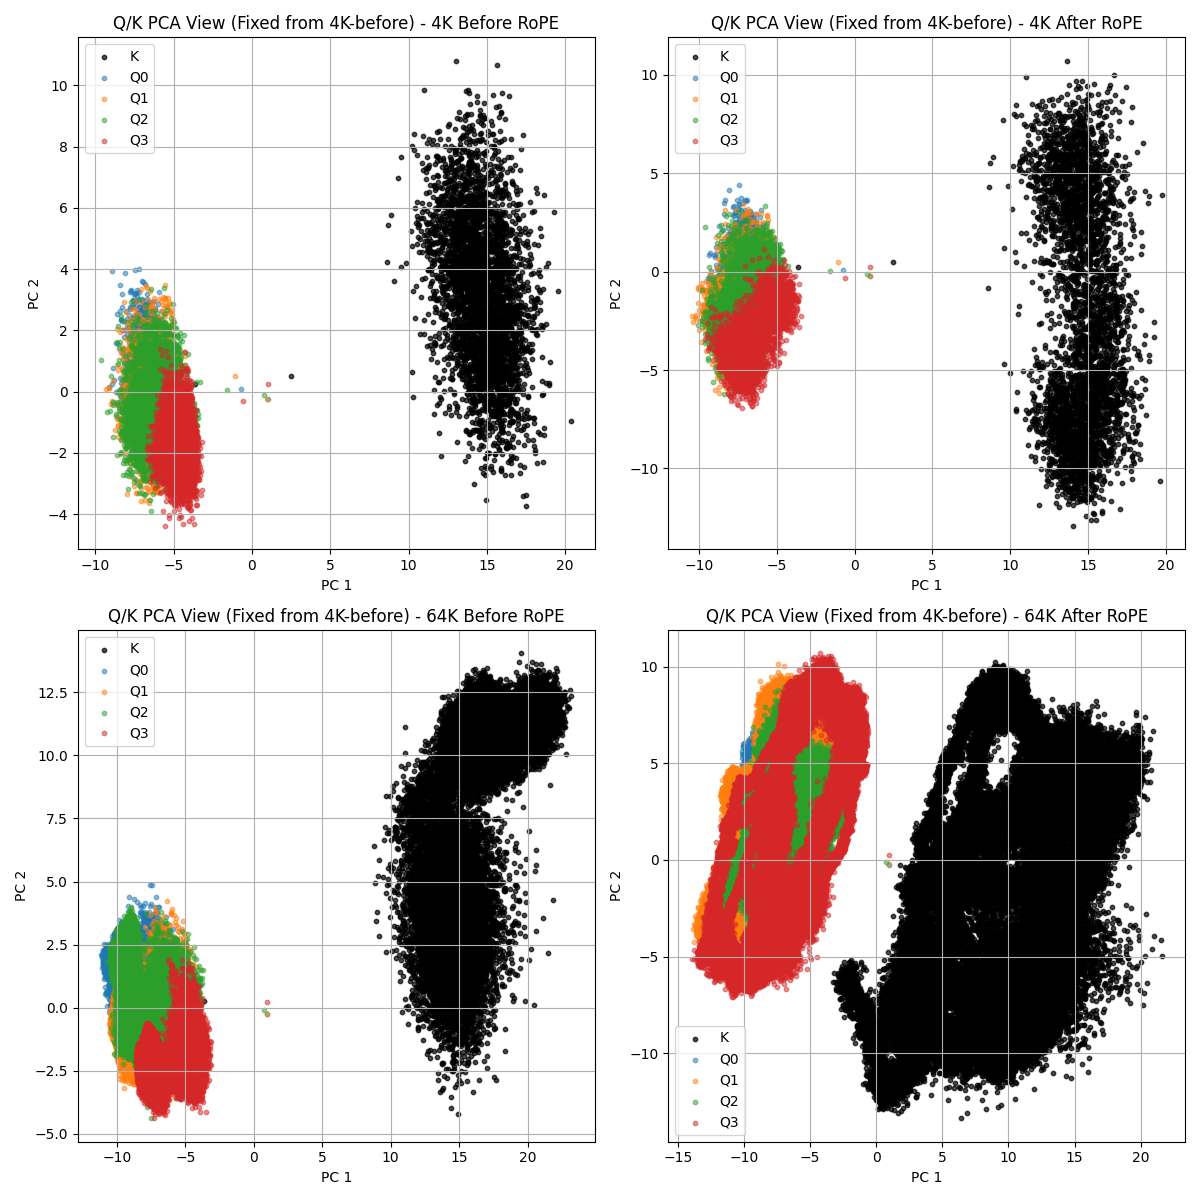 Q/K PCA View (Fixed from 4K-before) - 4K Before RoPE
K
Q0
Q1
Q2
Q3
10
8
6
4
2
0
−2
−4
PC 2
−10
−5
0
5
10
15
20
PC 1
Q/K PCA View (Fixed from 4K-before) - 4K After RoPE
K
Q0
Q1
Q2
Q3
10
5
0
−5
−10
PC 2
−10
−5
0
5
10
15
20
PC 1
Q/K PCA View (Fixed from 4K-before) - 64K Before RoPE
K
Q0
Q1
Q2
Q3
12.5
10.0
7.5
5.0
2.5
0.0
−2.5
−5.0
PC 2
−10
−5
0
5
10
15
20
PC 1
Q/K PCA View (Fixed from 4K-before) - 64K After RoPE
10
5
0
−5
−10
PC 2
K
Q0
Q1
Q2
Q3
−15
−10
−5
0
5
10
15
20
PC 1